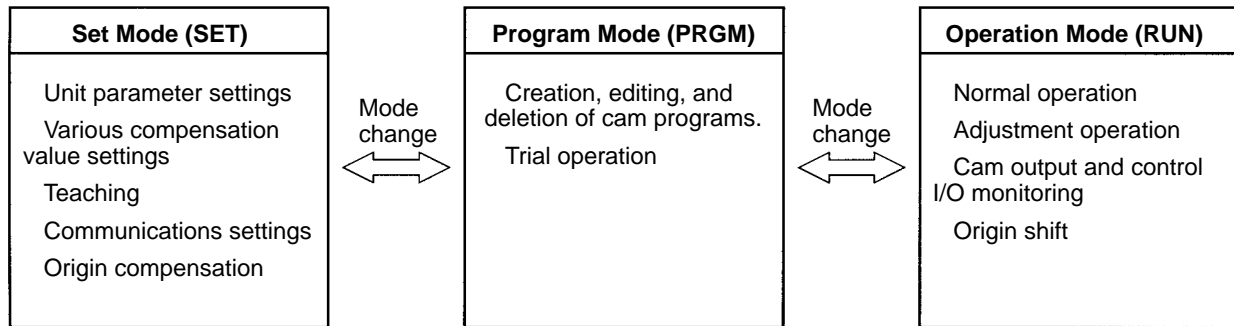 Set Mode (SET)
Unit parameter settings
Various compensation
value settings
Teaching
Communications settings
Origin compensation
Mode
change
Program Mode (PRGM)
Creation, editing, and
deletion of cam programs.
Trial operation
Mode
change
Operation Mode (RUN)
Normal operation
Adjustment operation
Cam output and control
I/O monitoring
Origin shift